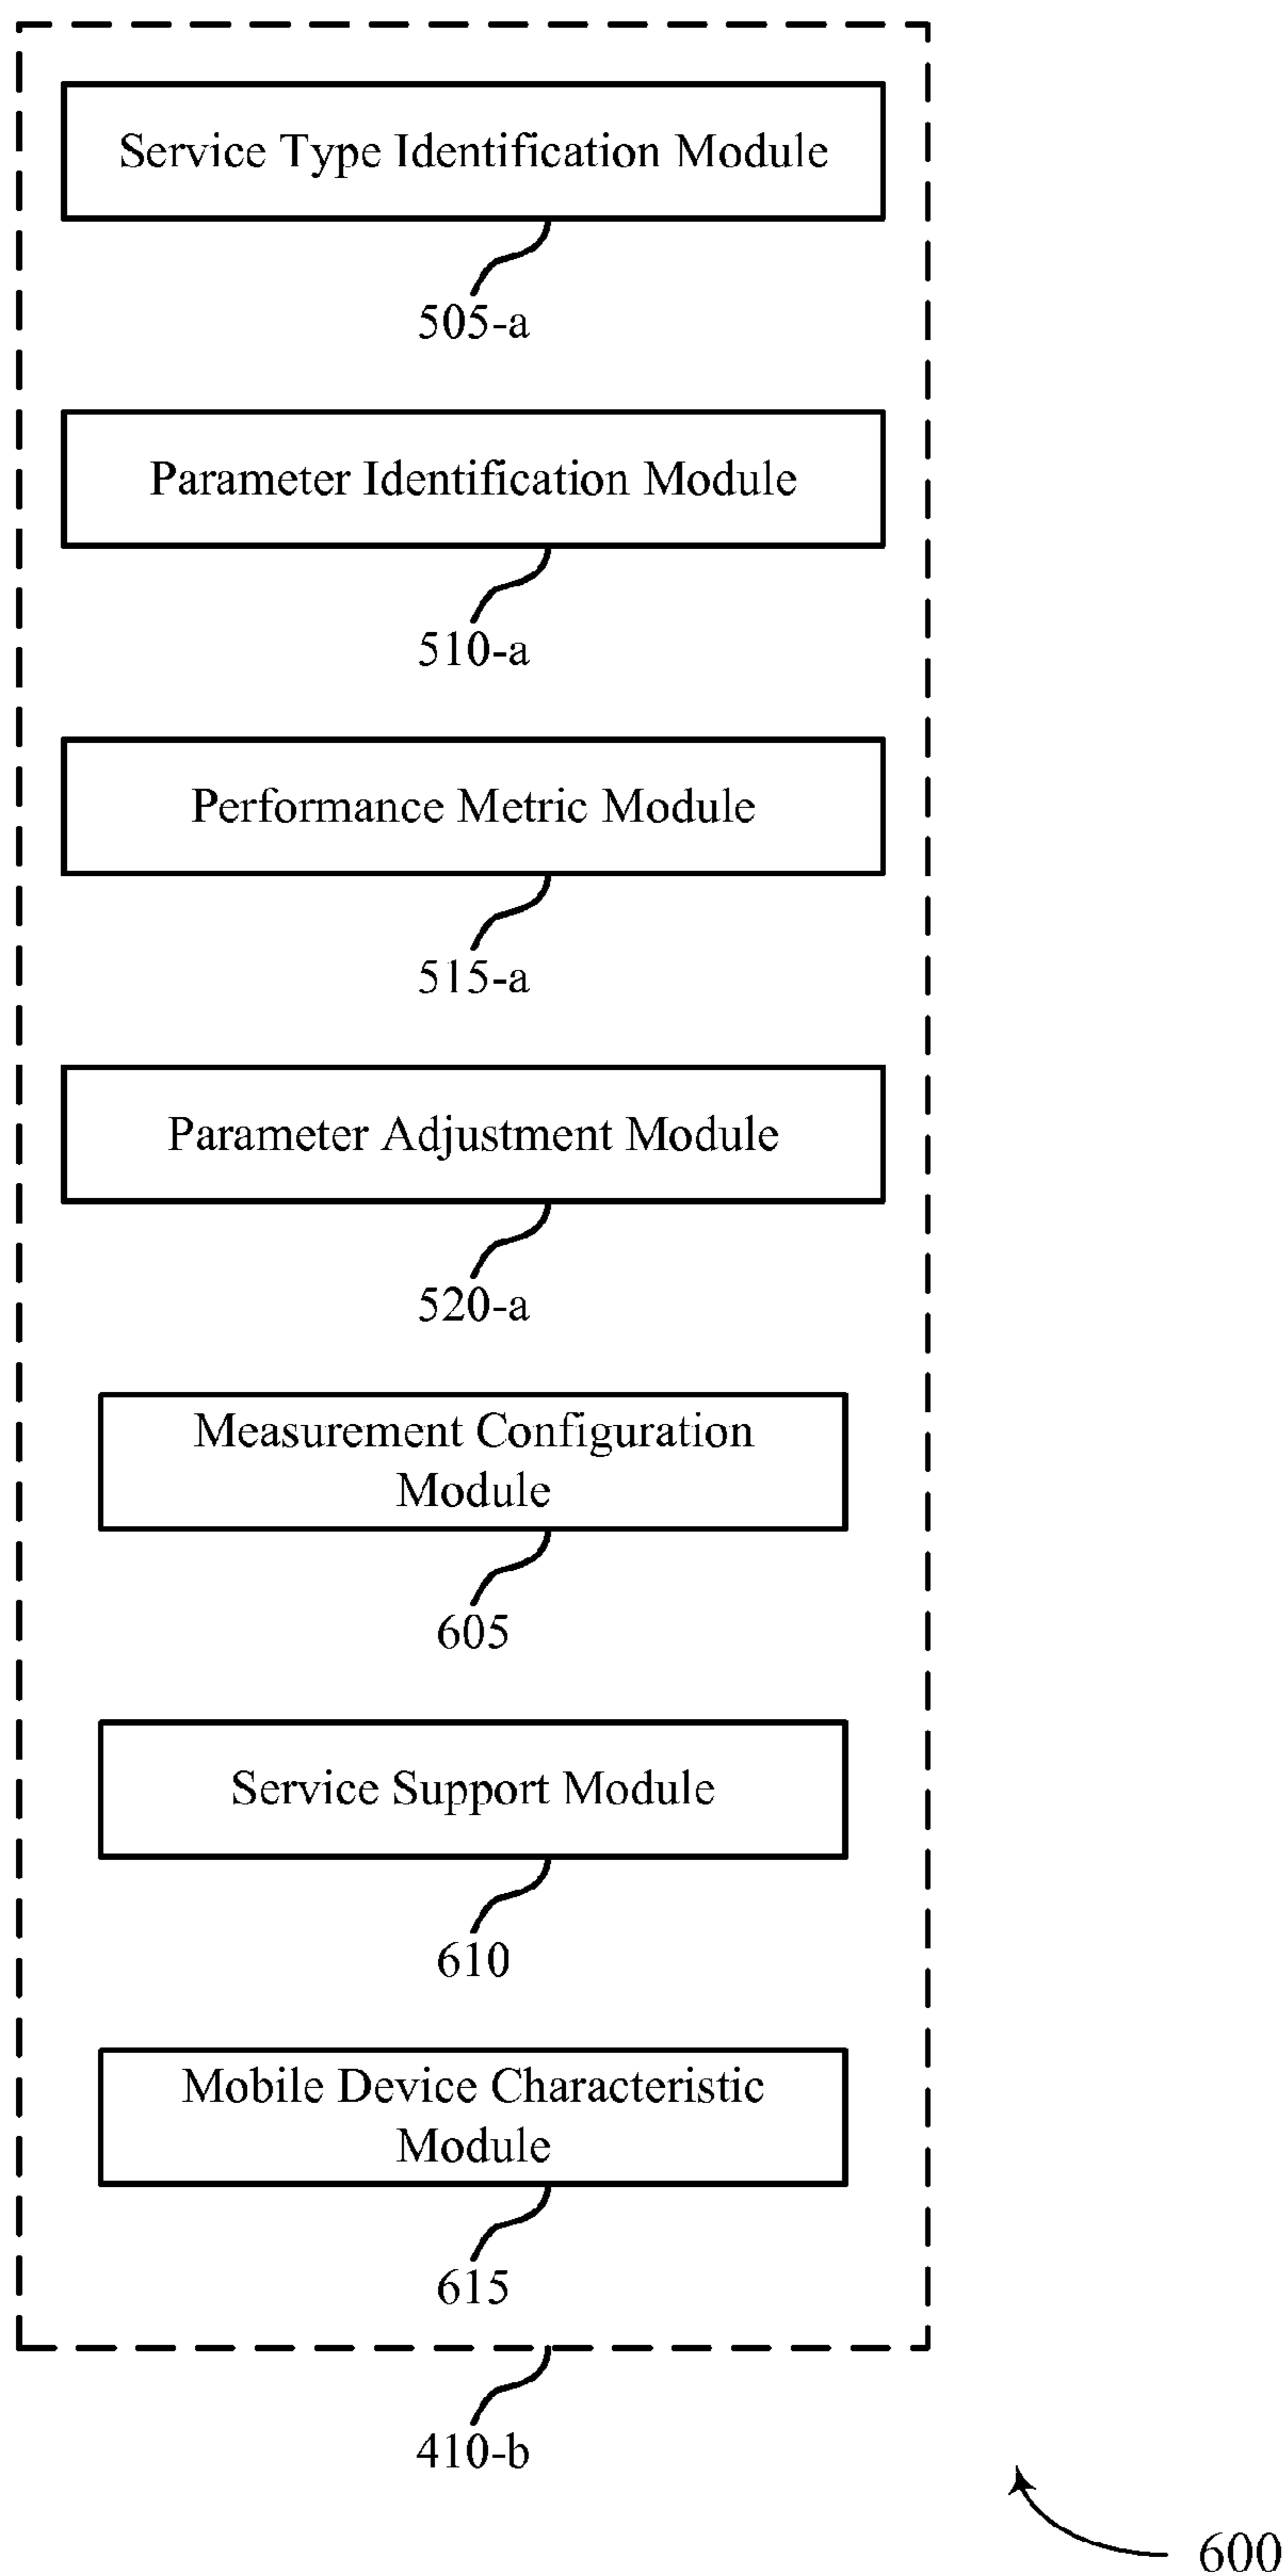 Service Type Identification Module
505-a
Parameter Identification Module
510-a
Performance Metric Module
515-a
Parameter Adjustment Module
520-a
Measurement Configuration
Module
605
Service Support Module
610
Mobile Device Characteristic
Module
615
410-b
600